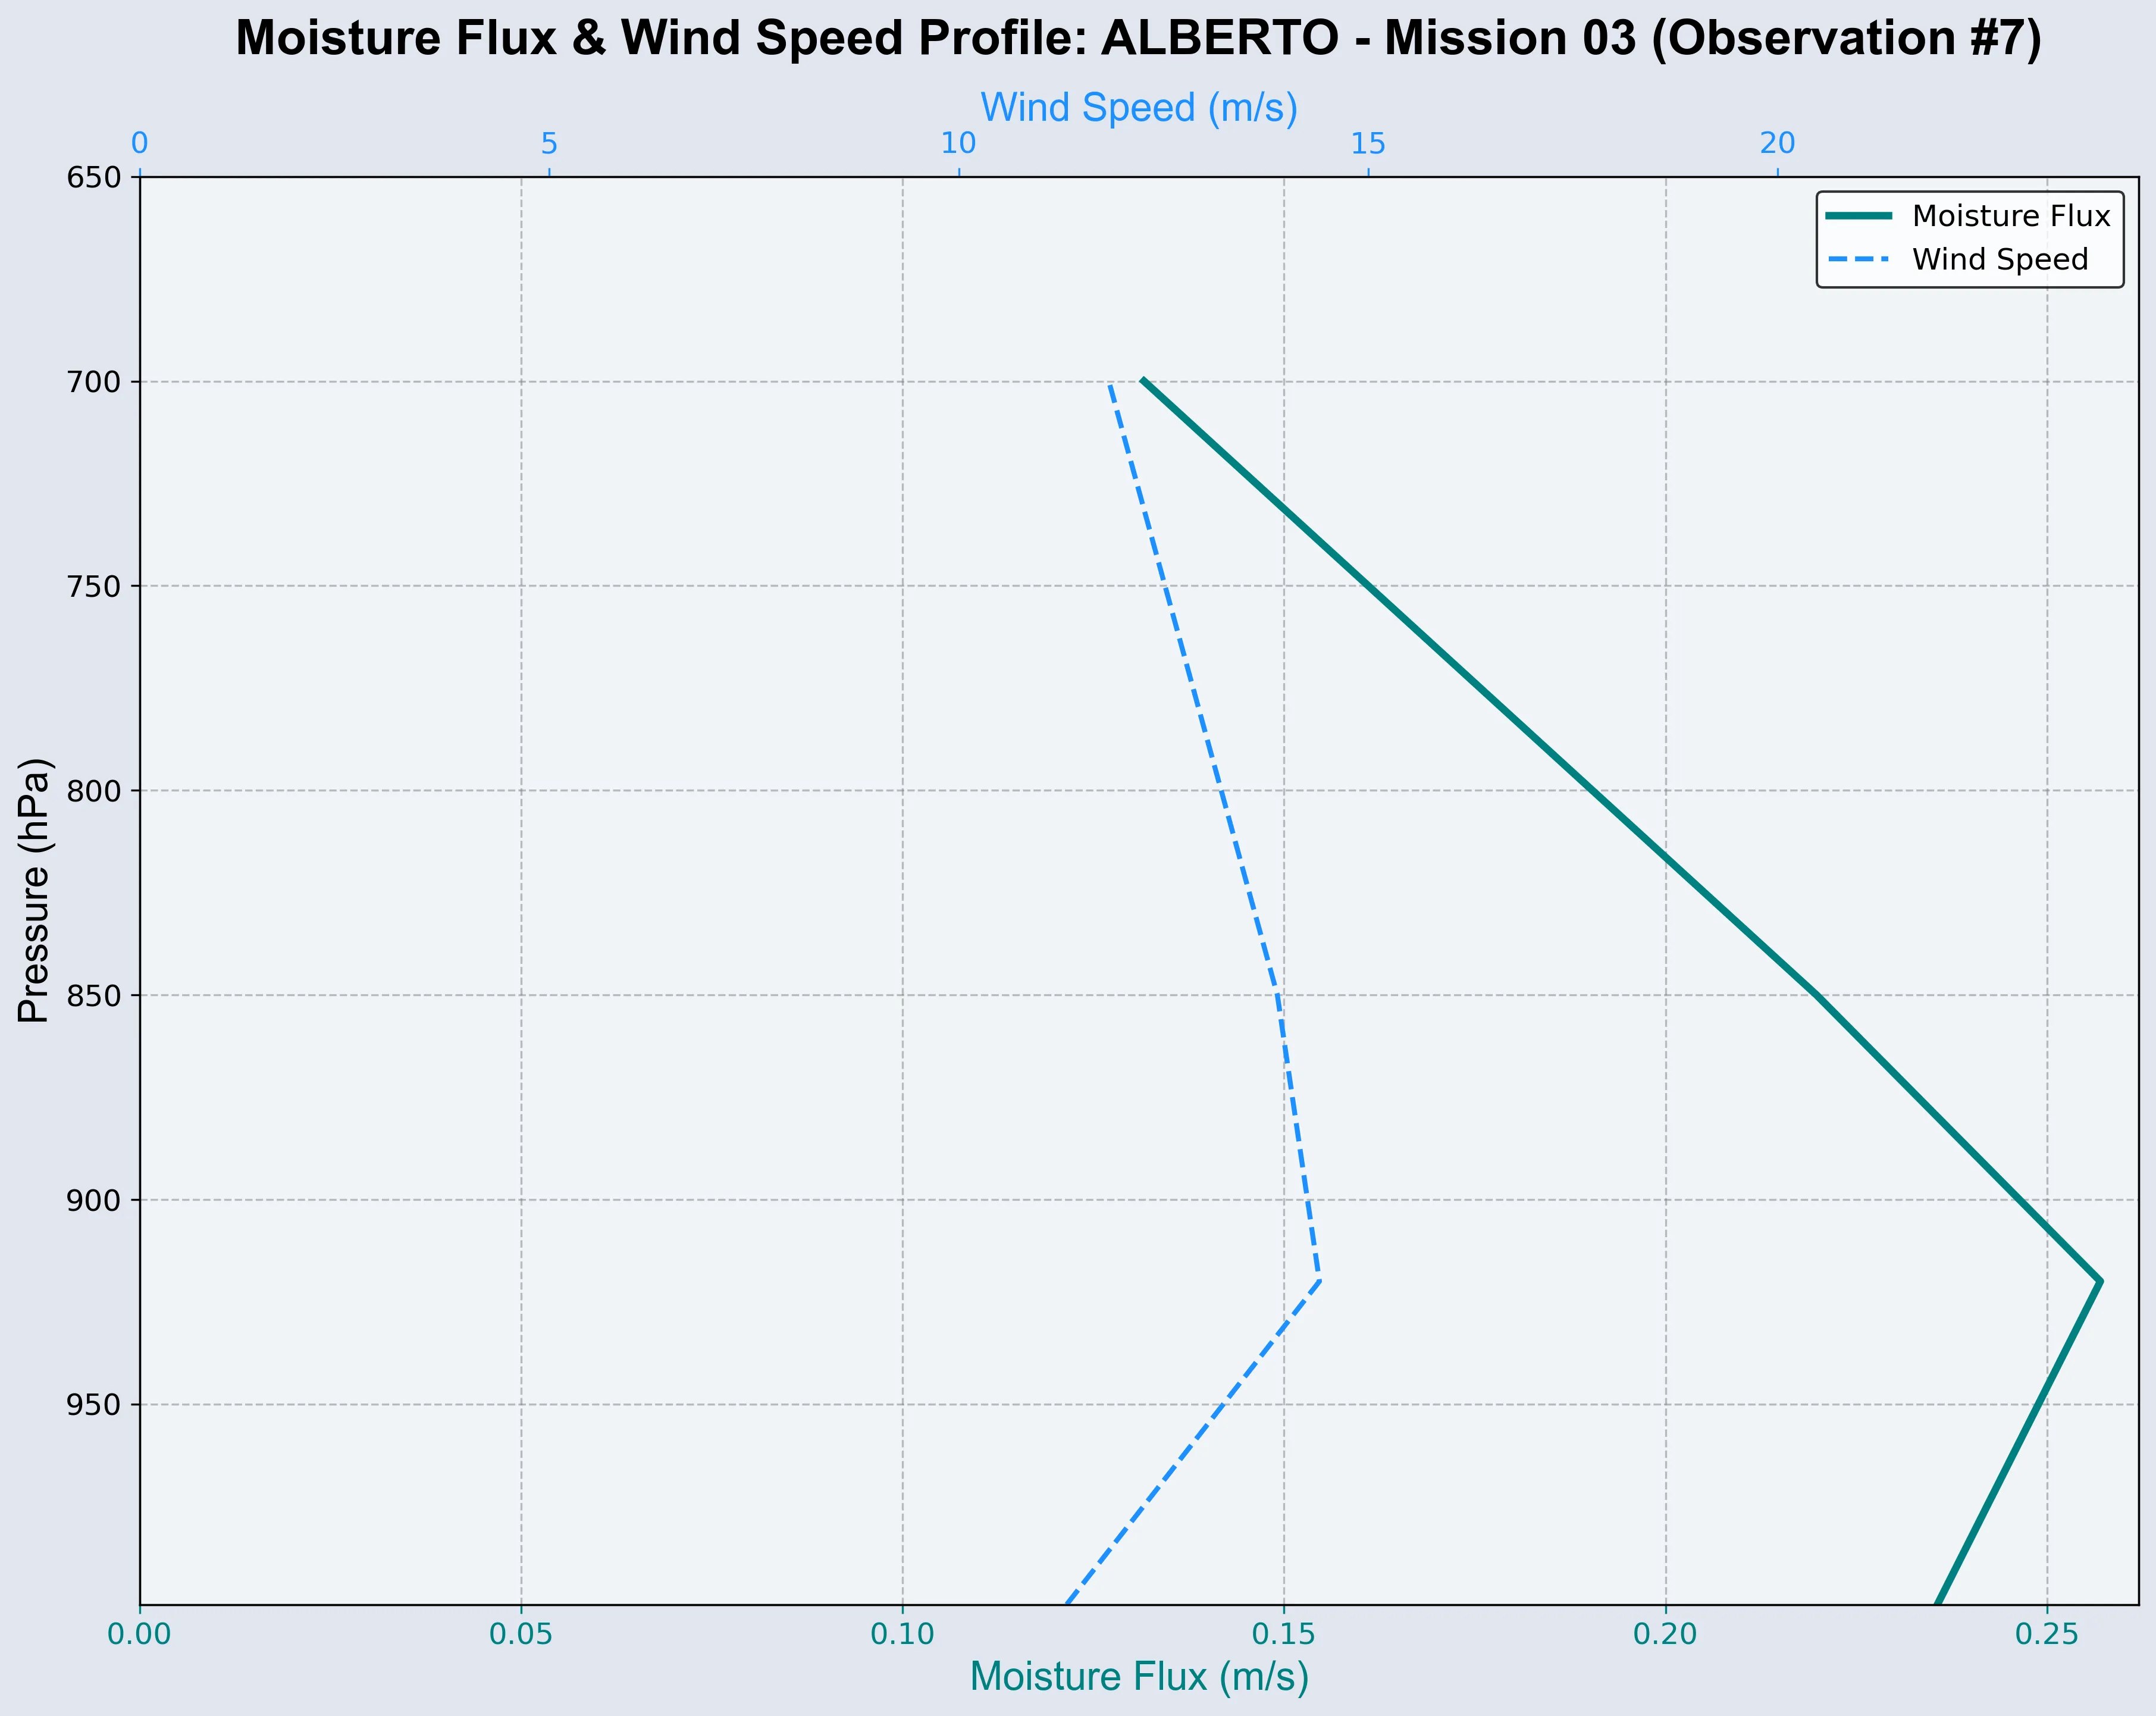 Moisture Flux & Wind Speed Profile: ALBERTO - Mission 03 (Observation #7)
Wind Speed (m/s)
0 5 10 15 20
Moisture Flux
Wind Speed
Pressure (hPa)
650
700
750
800
850
900
950
0.00 0.05 0.10 0.15 0.20 0.25
Moisture Flux (m/s)